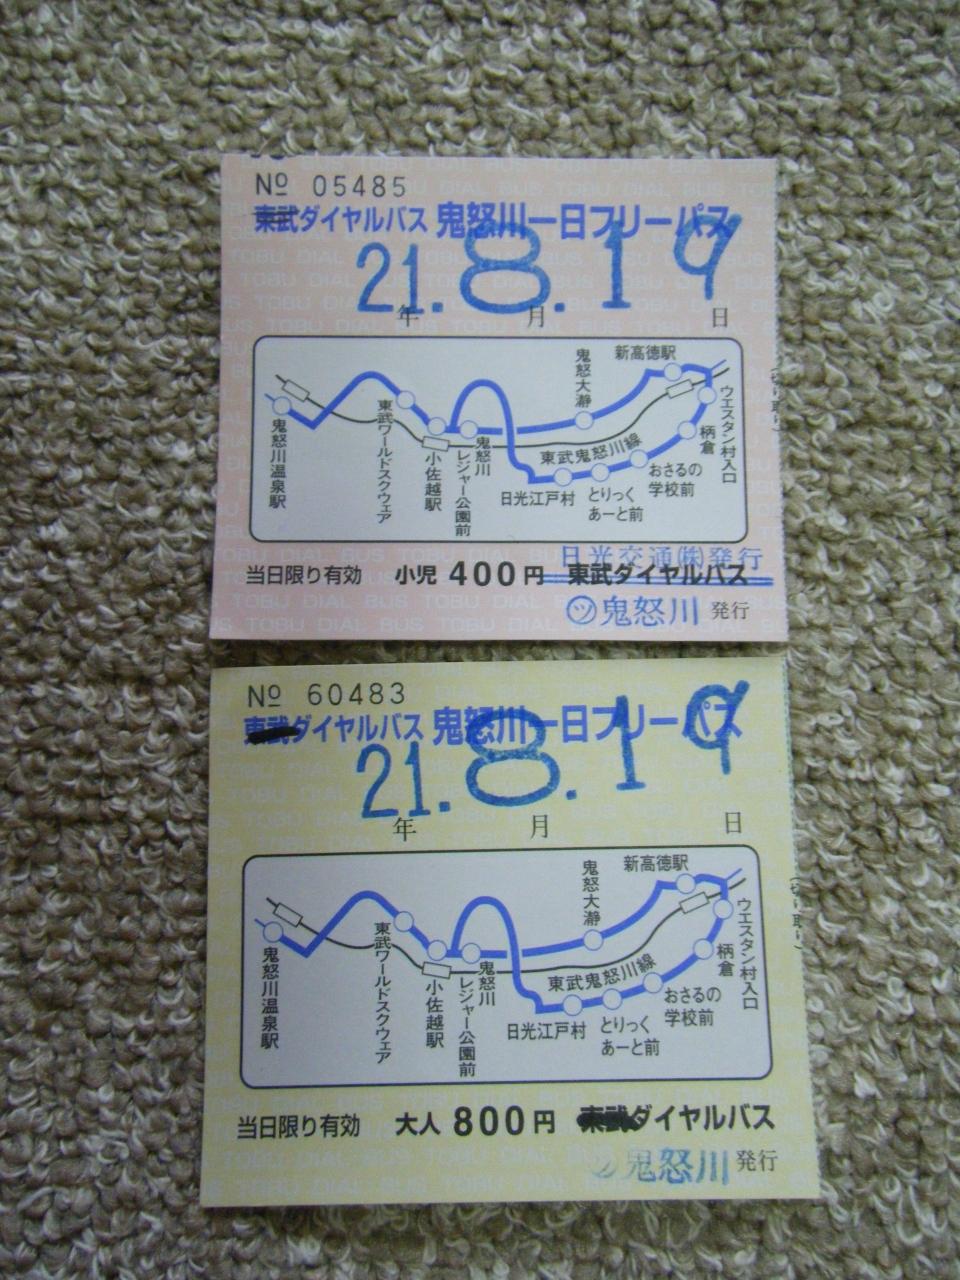 № 05485
東武ダイヤルバス 鬼怒川一日フリーパス
21. 8. 19
年 月 日
新高徳駅
鬼怒大瀞
ウエスタン村入口
柄倉
東武鬼怒川線
おさるの学校前
とりっくあーと前
日光江戸村
鬼怒川レジャー公園前
小佐越駅
東武ワールドスクウェア
鬼怒川温泉駅
日光交通㈱発行
当日限り有効 小児 400円 東武ダイヤルバス
ツ 鬼怒川 発行
(切り取り)
№ 60483
東武ダイヤルバス 鬼怒川一日フリーパス
21. 8. 19
年 月 日
新高徳駅
鬼怒大瀞
ウエスタン村入口
柄倉
東武鬼怒川線
おさるの学校前
とりっくあーと前
日光江戸村
鬼怒川レジャー公園前
小佐越駅
東武ワールドスクウェア
鬼怒川温泉駅
当日限り有効 大人 800円 東武ダイヤルバス
ツ 鬼怒川 発行
(切り取り)
TOBU DIAL BUS